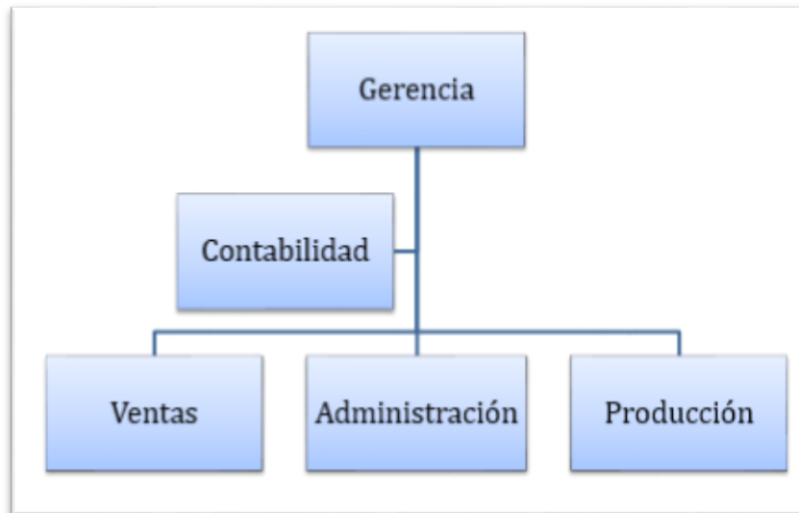 Gerencia
Contabilidad
Ventas
Administración
Producción